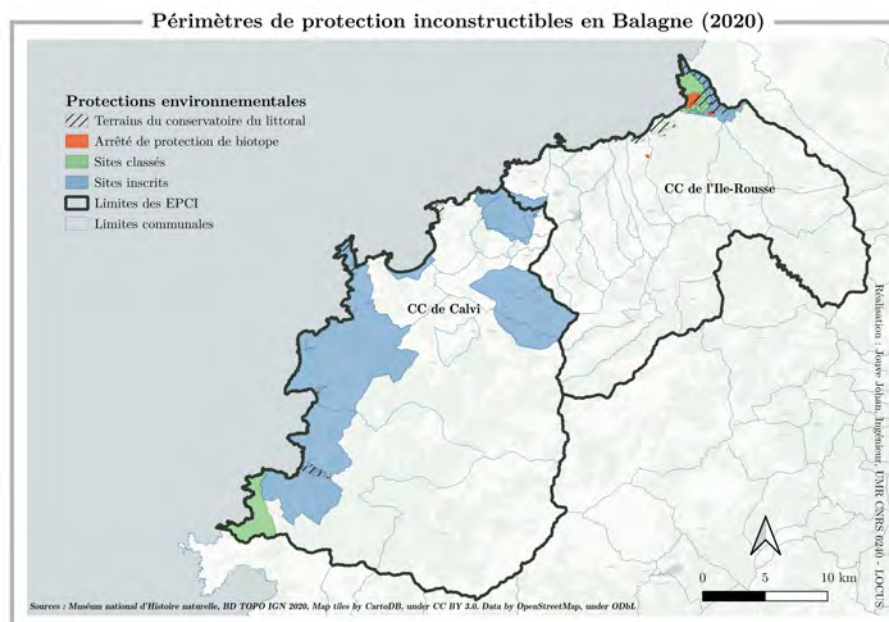 Périmètres de protection inconstructibles en Balagne (2020)
Protections environnementales
Terrains du conservatoire du littoral
Arrêté de protection de biotope
Sites classés
Sites inscrits
Limites des EPCI
Limites communales
CC de l'Ile-Rousse
CC de Calvi
Réalisation : Jouve Johan, Ingénieur, UMR CNRS 6240 - LOCUS
0 5 10 km
Sources : Muséum national d'Histoire naturelle, BD TOPO IGN 2020, Map tiles by CartoDB, under CC BY 3.0. Data by OpenStreetMap, under ODbL